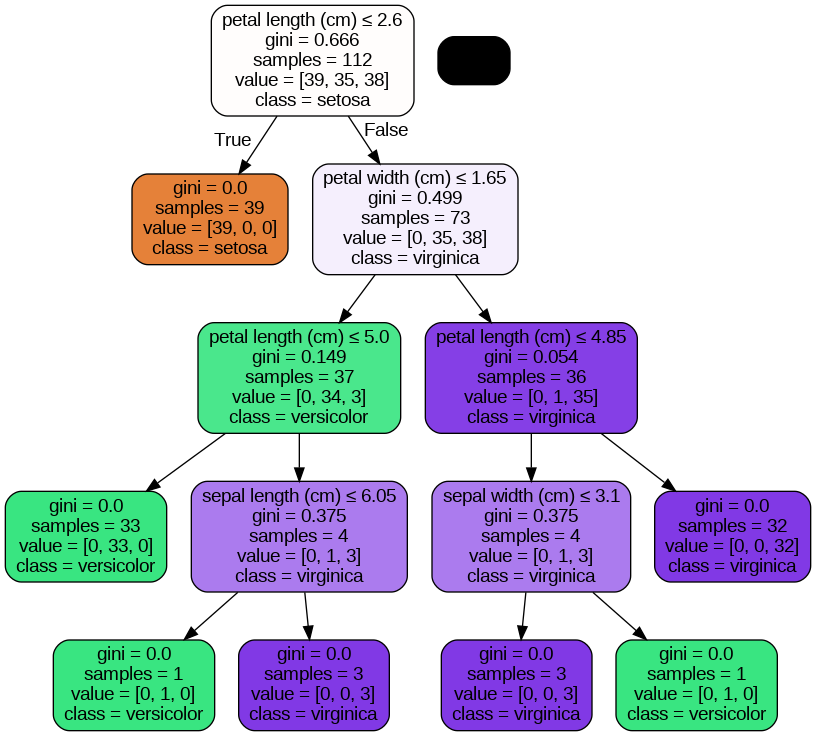 petal length (cm) ≤ 2.6
gini = 0.666
samples = 112
value = [39, 35, 38]
class = setosa
True
False
gini = 0.0
samples = 39
value = [39, 0, 0]
class = setosa
petal width (cm) ≤ 1.65
gini = 0.499
samples = 73
value = [0, 35, 38]
class = virginica
petal length (cm) ≤ 5.0
gini = 0.149
samples = 37
value = [0, 34, 3]
class = versicolor
petal length (cm) ≤ 4.85
gini = 0.054
samples = 36
value = [0, 1, 35]
class = virginica
gini = 0.0
samples = 33
value = [0, 33, 0]
class = versicolor
sepal length (cm) ≤ 6.05
gini = 0.375
samples = 4
value = [0, 1, 3]
class = virginica
sepal width (cm) ≤ 3.1
gini = 0.375
samples = 4
value = [0, 1, 3]
class = virginica
gini = 0.0
samples = 32
value = [0, 0, 32]
class = virginica
gini = 0.0
samples = 1
value = [0, 1, 0]
class = versicolor
gini = 0.0
samples = 3
value = [0, 0, 3]
class = virginica
gini = 0.0
samples = 3
value = [0, 0, 3]
class = virginica
gini = 0.0
samples = 1
value = [0, 1, 0]
class = versicolor